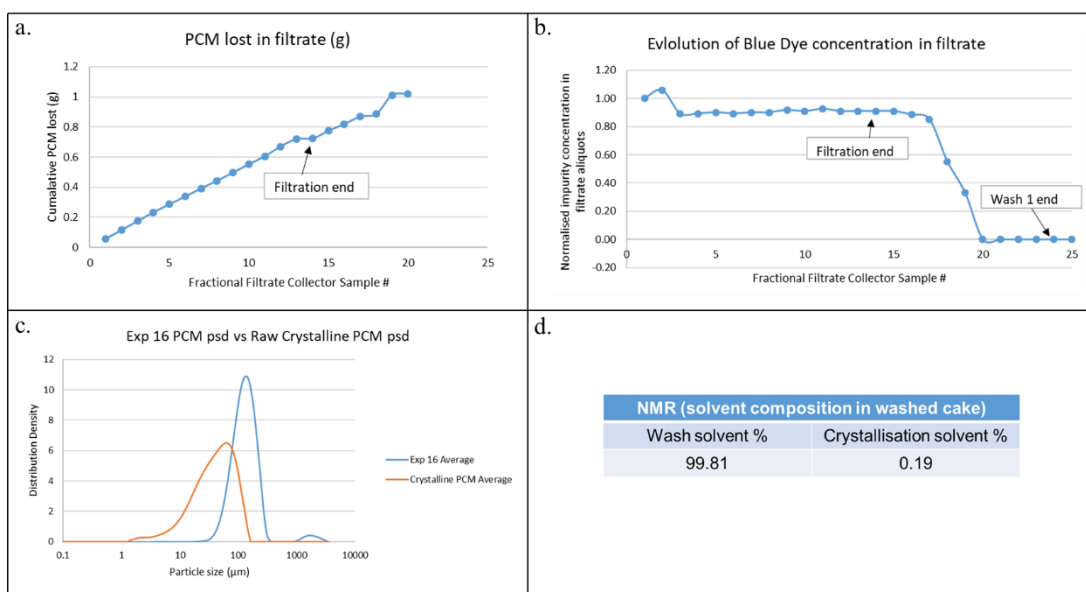 a.
PCM lost in filtrate (g)
Cumalative PCM lost (g)
1.2
1
0.8
0.6
0.4
0.2
0
0
5
10
15
20
25
Filtration end
Fractional Filtrate Collector Sample #
b.
Evlolution of Blue Dye concentration in filtrate
Normalised impurity concentration in
filtrate aliquots
1.20
1.00
0.80
0.60
0.40
0.20
0.00
-0.20
0
5
10
15
20
25
Filtration end
Wash 1 end
Fractional Filtrate Collector Sample #
c.
Exp 16 PCM psd vs Raw Crystalline PCM psd
Distribution Density
12
10
8
6
4
2
0
0.1
1
10
100
1000
10000
Particle size (µm)
Exp 16 Average
Crystalline PCM Average
d.
NMR (solvent composition in washed cake)
Wash solvent %
Crystallisation solvent %
99.81
0.19